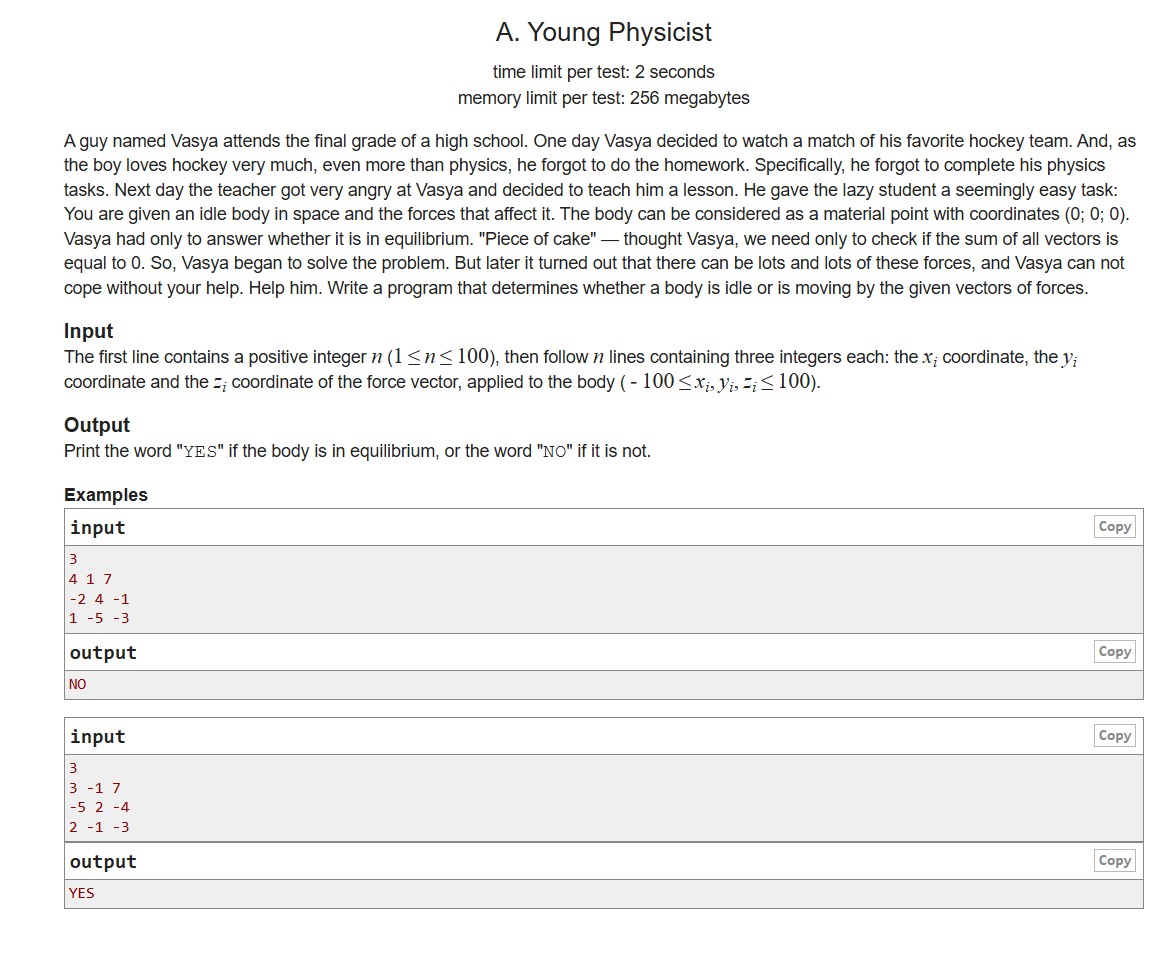 A. Young Physicist
time limit per test: 2 seconds
memory limit per test: 256 megabytes
A guy named Vasya attends the final grade of a high school. One day Vasya decided to watch a match of his favorite hockey team. And, as
the boy loves hockey very much, even more than physics, he forgot to do the homework. Specifically, he forgot to complete his physics
tasks. Next day the teacher got very angry at Vasya and decided to teach him a lesson. He gave the lazy student a seemingly easy task:
You are given an idle body in space and the forces that affect it. The body can be considered as a material point with coordinates (0; 0; 0).
Vasya had only to answer whether it is in equilibrium. "Piece of cake" — thought Vasya, we need only to check if the sum of all vectors is
equal to 0. So, Vasya began to solve the problem. But later it turned out that there can be lots and lots of these forces, and Vasya can not
cope without your help. Help him. Write a program that determines whether a body is idle or is moving by the given vectors of forces.
Input
The first line contains a positive integer n (1 ≤ n ≤ 100), then follow n lines containing three integers each: the xᵢ coordinate, the yᵢ
coordinate and the zᵢ coordinate of the force vector, applied to the body ( - 100 ≤ xᵢ, yᵢ, zᵢ ≤ 100).
Output
Print the word "YES" if the body is in equilibrium, or the word "NO" if it is not.
Examples
input Copy
3
4 1 7
-2 4 -1
1 -5 -3
output Copy
NO
input Copy
3
3 -1 7
-5 2 -4
2 -1 -3
output Copy
YES